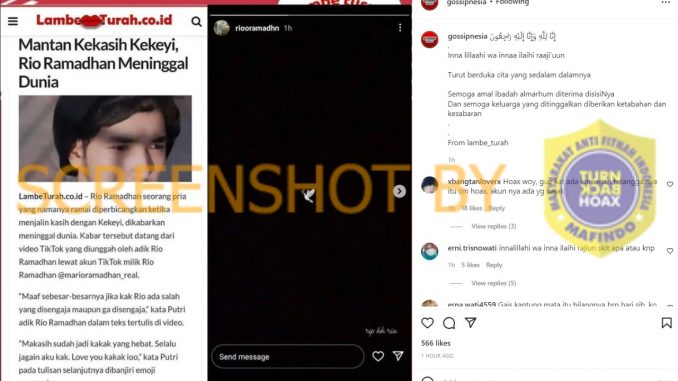 Lambe Turah.co.id
Mantan Kekasih Kekeyi,
Rio Ramadhan Meninggal
Dunia
LambeTurah.co.id – Rio Ramadhan seorang pria
yang namanya ramai diperbicangkan ketika
menjalin kasih dengan Kekeyi, dikabarkan
meninggal dunia. Kabar tersebut datang dari
video TikTok yang diunggah oleh adik Rio
Ramadhan lewat akun TikTok milik Rio
Ramadhan @marioramadhan_real.
"Maaf sebesar-besarnya jika kak Rio ada salah
yang disengaja maupun ga disengaja," kata Putri
adik Rio Ramadhan dalam teks tertulis di video.
"Makasih sudah jadi kakak yang hebat. Selalu
jagain aku kak. Love you kakak ioo," kata Putri
pada tulisan selanjutnya dibanjiri emoji
riooramadhn 1h
rip kk rio
Send message
SCREENSHOT BY
MASYARAKAT ANTI FITNAH INDONESIA
TURN
BACK
HOAX
MAFINDO
gossipnesia
gossipnesia إِنَّا لِلَّهِ وَإِنَّا إِلَيْهِ رَاجِعُونَ
.
Inna lillaahi wa innaa ilaihi raaji'uun
.
Turut berduka cita yang sedalam dalamnya
.
Semoga amal ibadah almarhum diterima disisiNya
Dan semoga keluarga yang ditinggalkan diberikan ketabahan dan
kesabaran
.
.
From lambe_turah
1h
xbangtanloverx Hoax woy, gue
itu cm hoax. akun nya ada yg
1h 18 likes Reply
View replies (3)
erni.trisnowati innalillahi wa inna ilaihi rajiun skit apa atau knp
1h 5 likes Reply
View replies (5)
erna.wati4559 Gais kantung mata itu bilangnya brp hari sih, ko
566 likes
1 HOUR AGO